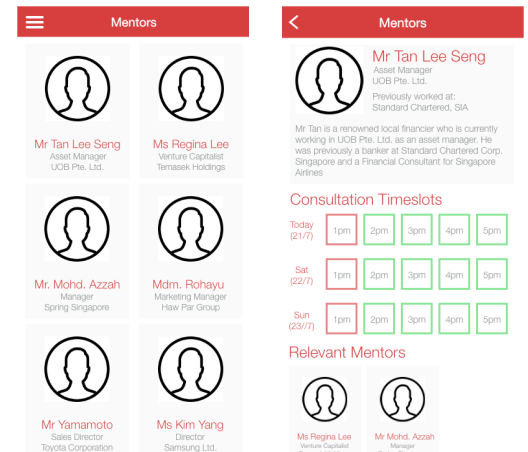 Mentors
Mr Tan Lee Seng
Asset Manager
UOB Pte. Ltd.
Ms Regina Lee
Venture Capitalist
Temasek Holdings
Mr. Mohd. Azzah
Manager
Spring Singapore
Mdm. Rohayu
Marketing Manager
Haw Par Group
Mr Yamamoto
Sales Director
Toyota Corporation
Ms Kim Yang
Director
Samsung Ltd.
Mentors
Mr Tan Lee Seng
Asset Manager
UOB Pte. Ltd.
Previously worked at:
Standard Chartered, SIA
Mr Tan is a renowned local financier who is currently
working in UOB Pte. Ltd. as an asset manager. He
was previously a banker at Standard Chartered Corp.
Singapore and a Financial Consultant for Singapore
Airlines
Consultation Timeslots
Today
(21/7)
1pm 2pm 3pm 4pm 5pm
Sat
(22/7)
1pm 2pm 3pm 4pm 5pm
Sun
(23//7)
1pm 2pm 3pm 4pm 5pm
Relevant Mentors
Ms Regina Lee
Venture Capitalist
Mr Mohd. Azzah
Manager